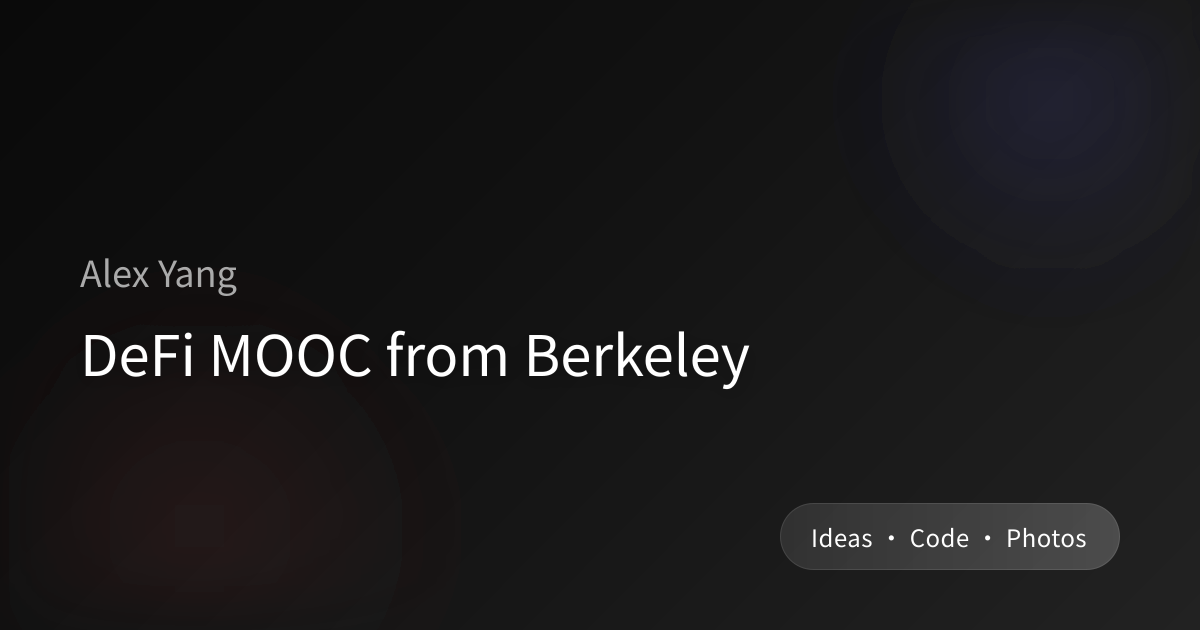 Alex Yang
DeFi MOOC from Berkeley
Ideas • Code • Photos